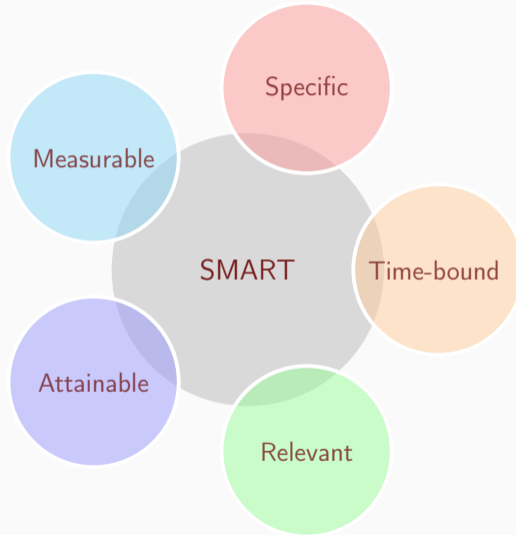 Specific
Measurable
SMART
Time-bound
Attainable
Relevant